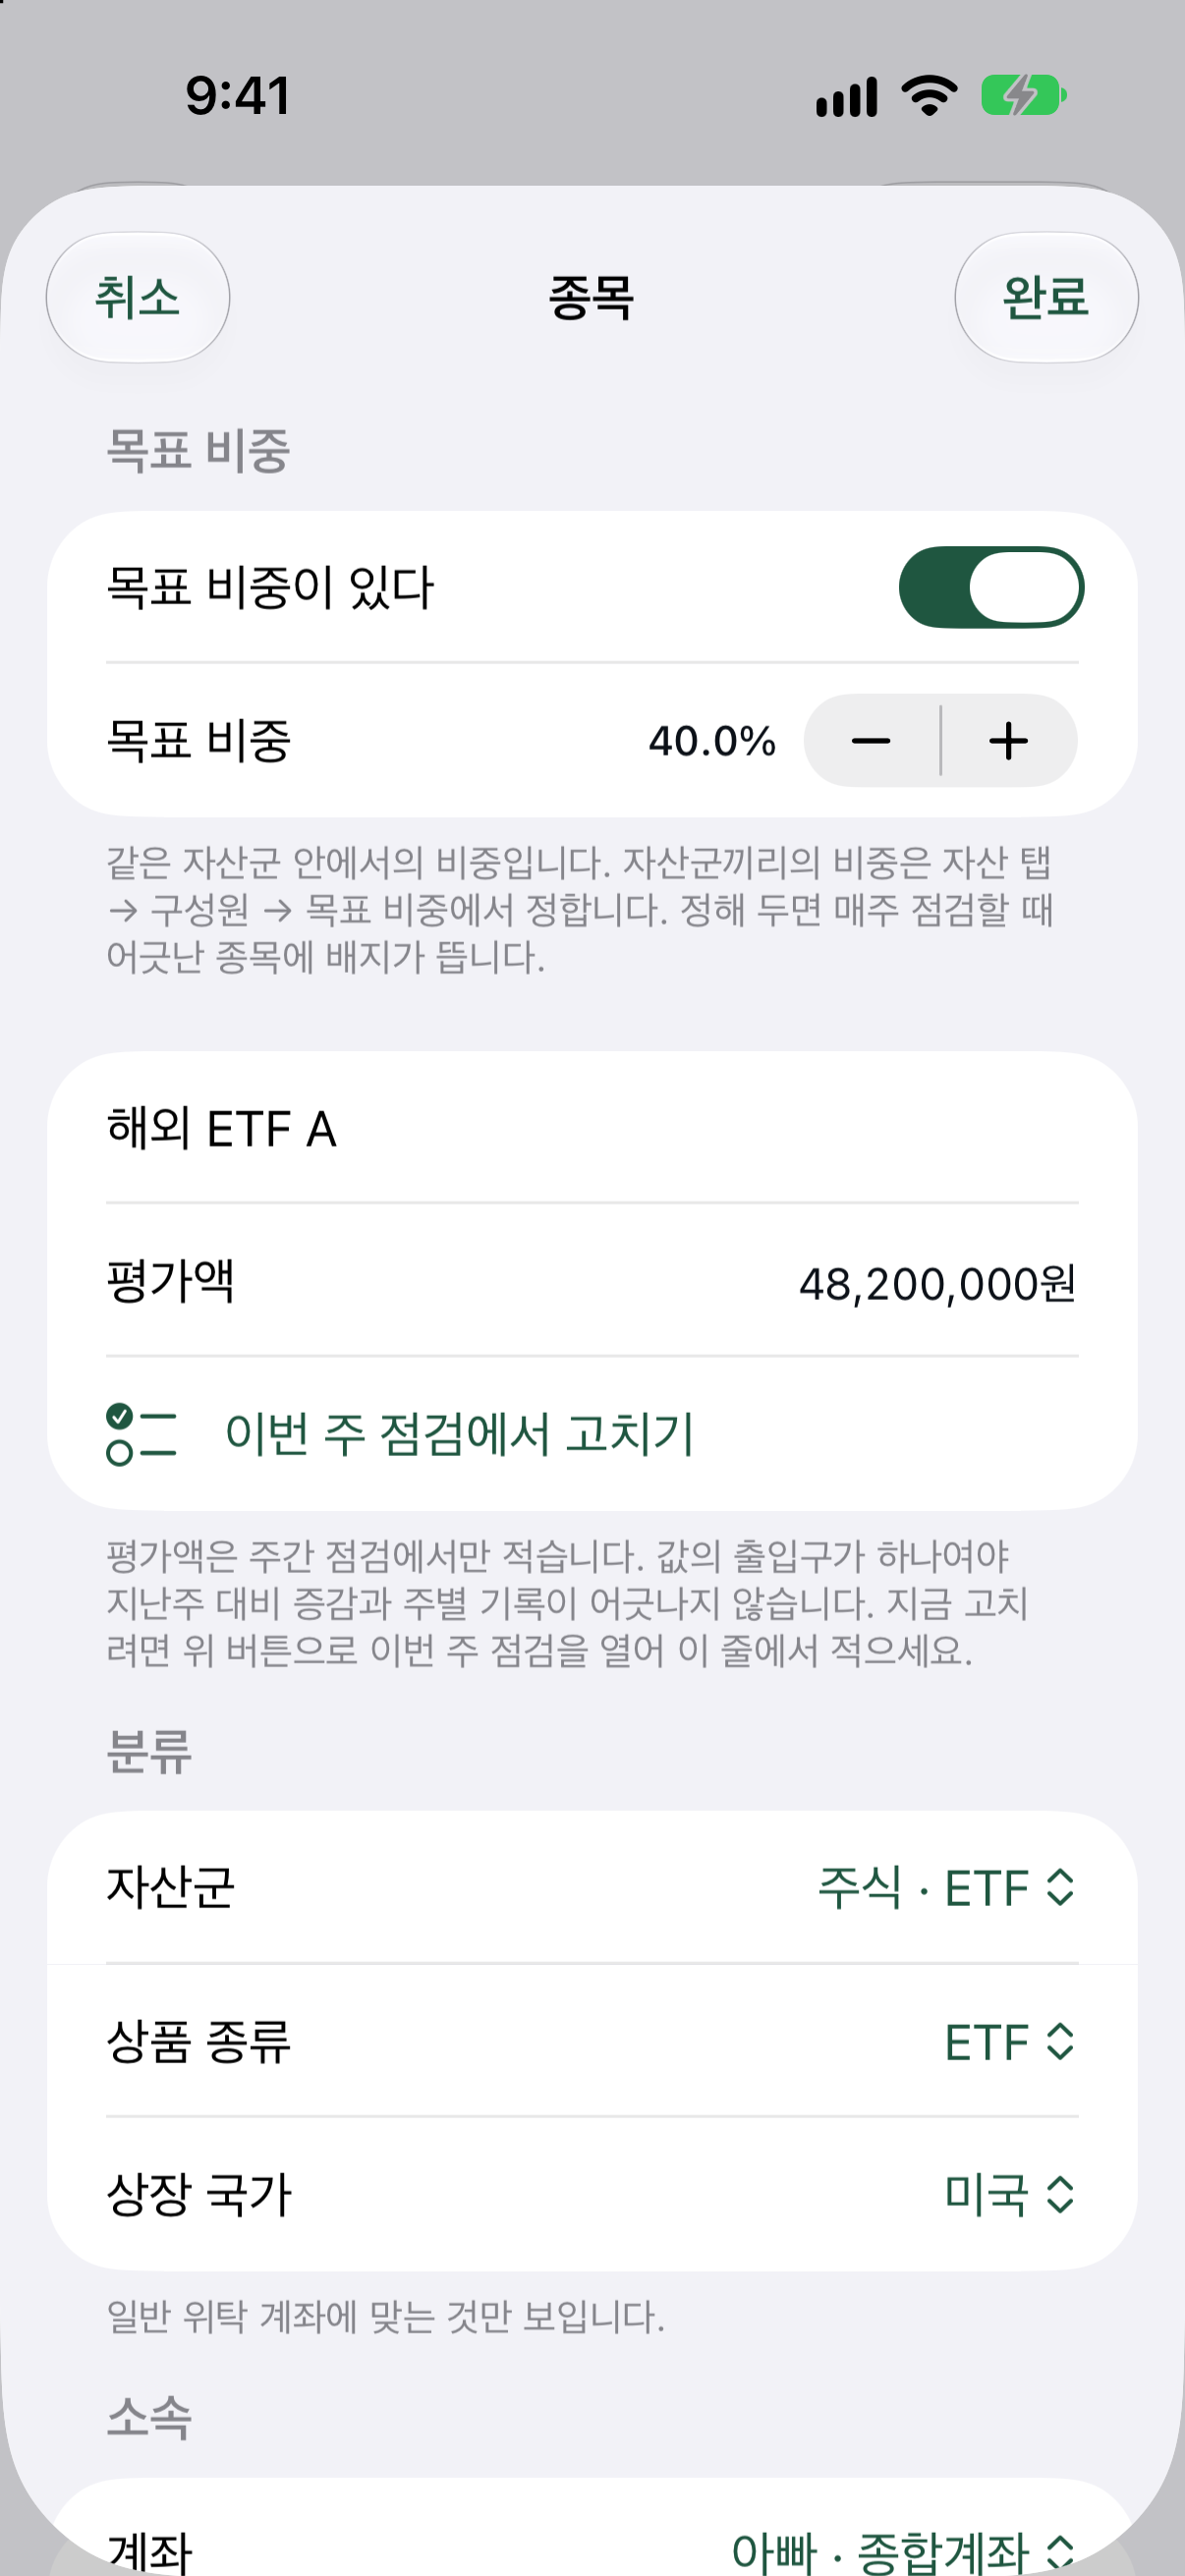 9:41
취소
종목
완료
목표 비중
목표 비중이 있다
목표 비중
40.0%
같은 자산군 안에서의 비중입니다. 자산군끼리의 비중은 자산 탭
→ 구성원 → 목표 비중에서 정합니다. 정해 두면 매주 점검할 때
어긋난 종목에 배지가 뜹니다.
해외 ETF A
평가액
48,200,000원
이번 주 점검에서 고치기
평가액은 주간 점검에서만 적습니다. 값의 출입구가 하나여야
지난주 대비 증감과 주별 기록이 어긋나지 않습니다. 지금 고치
려면 위 버튼으로 이번 주 점검을 열어 이 줄에서 적으세요.
분류
자산군
주식 · ETF
상품 종류
ETF
상장 국가
미국
일반 위탁 계좌에 맞는 것만 보입니다.
소속
계좌
아빠 · 종합계좌